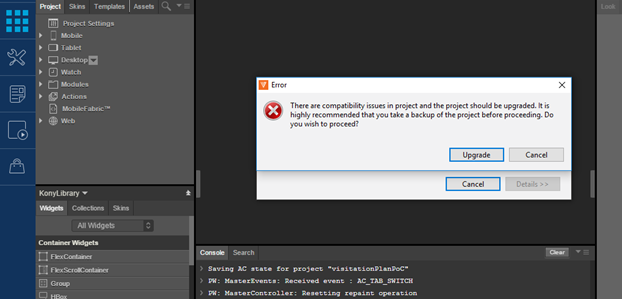 Project Skins Templates Assets
Look
Project Settings
Mobile
Tablet
Desktop
Watch
Modules
Actions
MobileFabric™
Web
Error
There are compatibility issues in project and the project should be upgraded. It is
highly recommended that you take a backup of the project before proceeding. Do
you wish to proceed?
Upgrade Cancel
Cancel Details >>
KonyLibrary
Widgets Collections Skins
All Widgets
Container Widgets
FlexContainer
FlexScrollContainer
Group
HBox
Console Search Clear
> Saving AC state for project "visitationPlanPoC"
> PW: MasterEvents: Received event : AC_TAB_SWITCH
> PW: MasterController: Resetting repaint operation